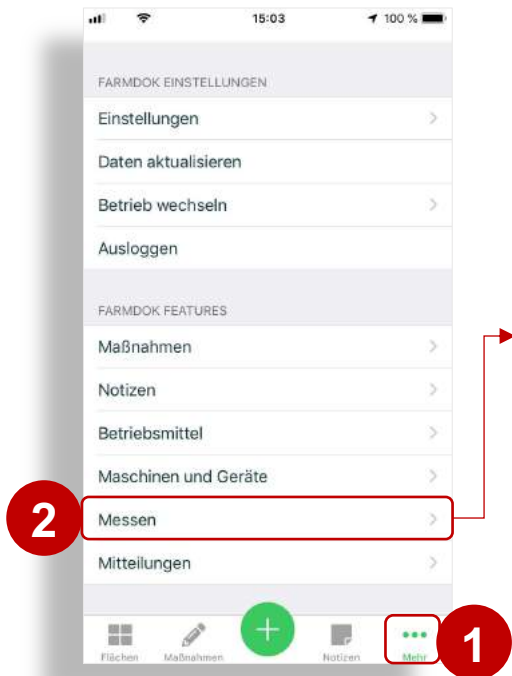 15:03 100 %
FARMDOK EINSTELLUNGEN
Einstellungen
Daten aktualisieren
Betrieb wechseln
Ausloggen
FARMDOK FEATURES
Maßnahmen
Notizen
Betriebsmittel
Maschinen und Geräte
2 Messen
Mitteilungen
Flächen Maßnahmen Notizen Mehr 1